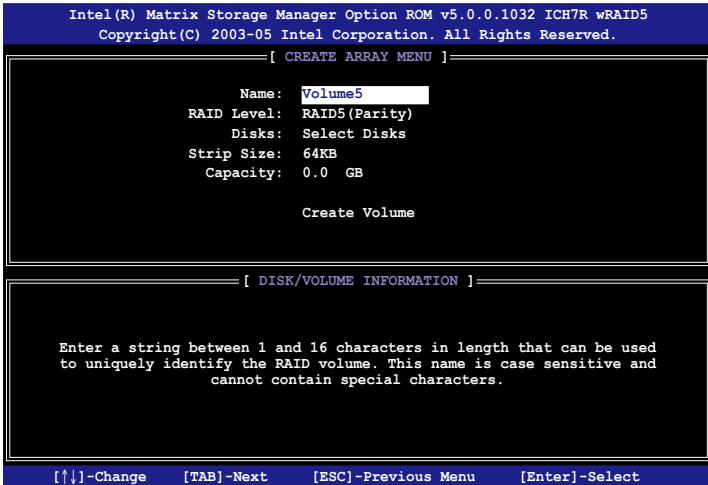 Intel(R) Matrix Storage Manager Option ROM v5.0.0.1032 ICH7R wRAID5
Copyright(C) 2003-05 Intel Corporation. All Rights Reserved.
[ CREATE ARRAY MENU ]
Name: Volume5
RAID Level: RAID5(Parity)
Disks: Select Disks
Strip Size: 64KB
Capacity: 0.0 GB
Create Volume
[ DISK/VOLUME INFORMATION ]
Enter a string between 1 and 16 characters in length that can be used
to uniquely identify the RAID volume. This name is case sensitive and
cannot contain special characters.
[↑↓]-Change [TAB]-Next [ESC]-Previous Menu [Enter]-Select